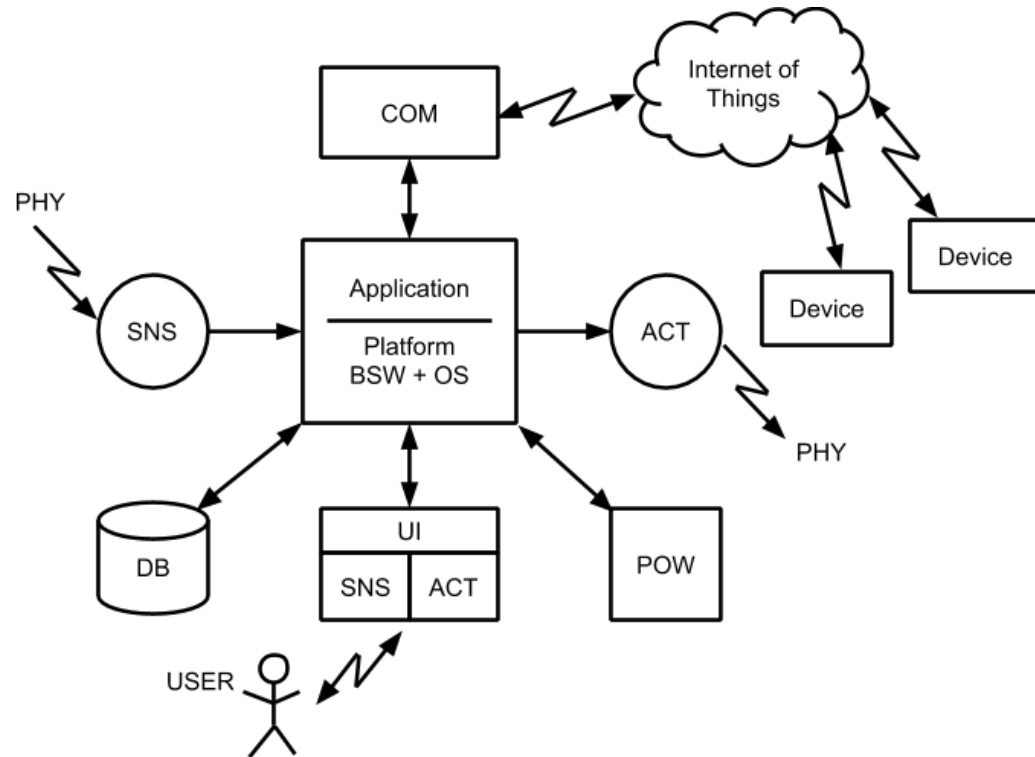 Internet of
Things
COM
PHY
Device
Application
Device
SNS
ACT
Platform
BSW + OS
PHY
UI
DB
SNS
ACT
POW
USER